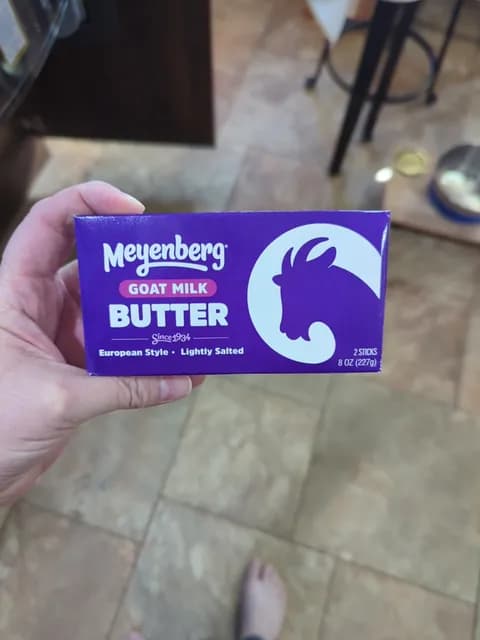 Meyenberg
GOAT MILK
BUTTER
Since 1934
European Style • Lightly Salted
2 STICKS
8 OZ (227g)